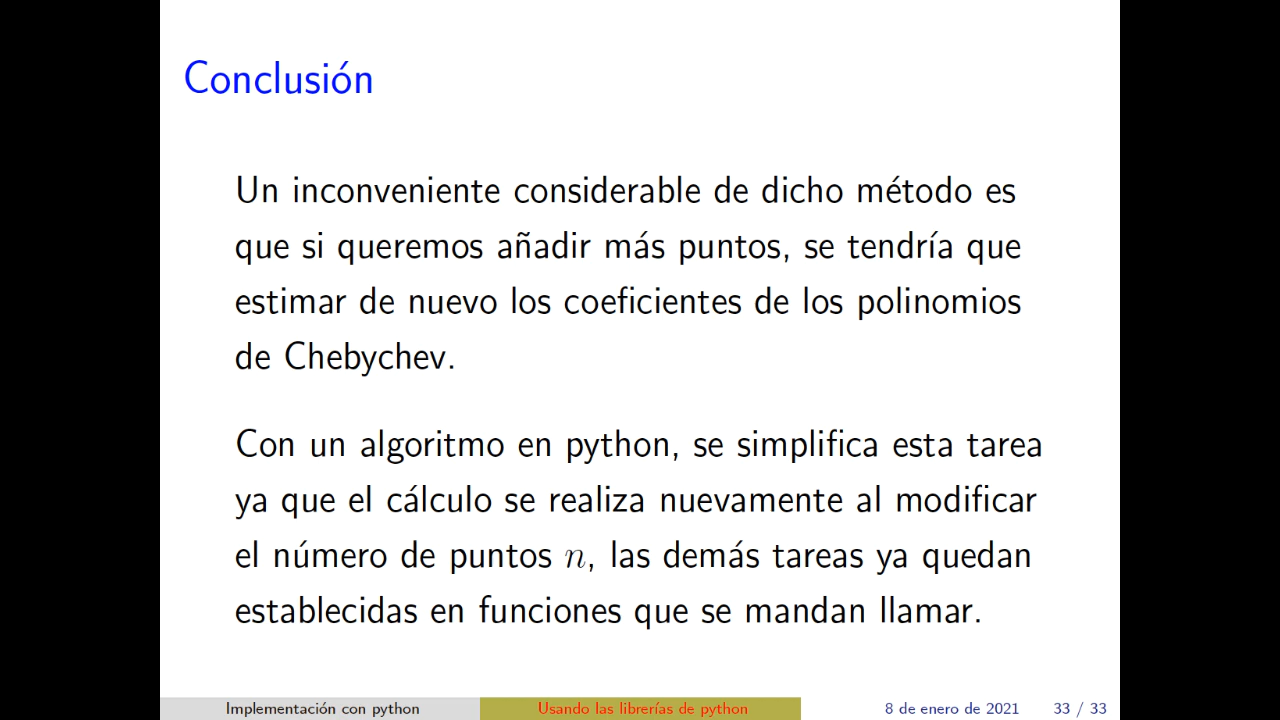 Conclusión
Un inconveniente considerable de dicho método es
que si queremos añadir más puntos, se tendría que
estimar de nuevo los coeficientes de los polinomios
de Chebychev.
Con un algoritmo en python, se simplifica esta tarea
ya que el cálculo se realiza nuevamente al modificar
el número de puntos n, las demás tareas ya quedan
establecidas en funciones que se mandan llamar.
Implementación con python Usando las librerías de python 8 de enero de 2021 33 / 33